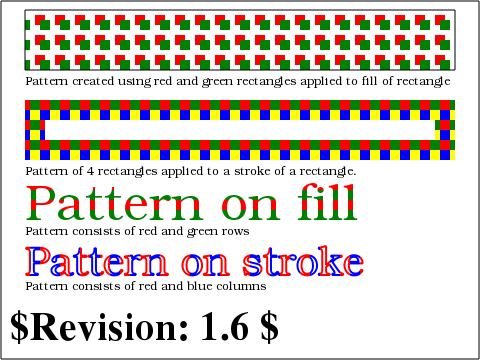 Pattern created using red and green rectangles applied to fill of rectangle
Pattern of 4 rectangles applied to a stroke of a rectangle.
Pattern on fill
Pattern consists of red and green rows
Pattern on stroke
Pattern consists of red and blue columns
$Revision: 1.6 $